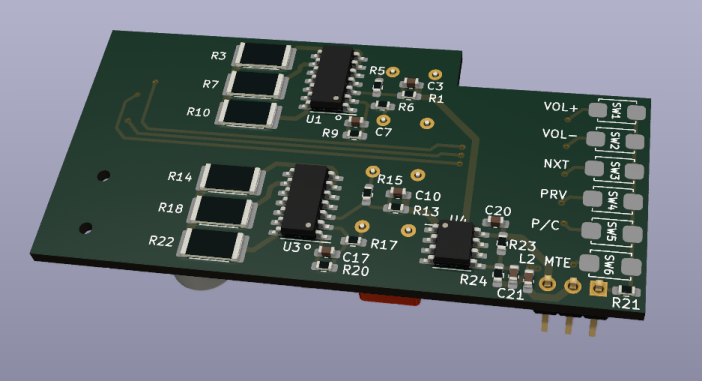 R3
R5
C3
R7
R1
R6
R10
U1
R9
C7
VOL+
SW1
VOL-
SW2
NXT
SW3
R14
R15
C10
PRV
SW4
R18
R13
U4
C20
P/C
SW5
R22
U3
R17
R23
C17
L2
MTE
SW6
R20
R24
C21
R21